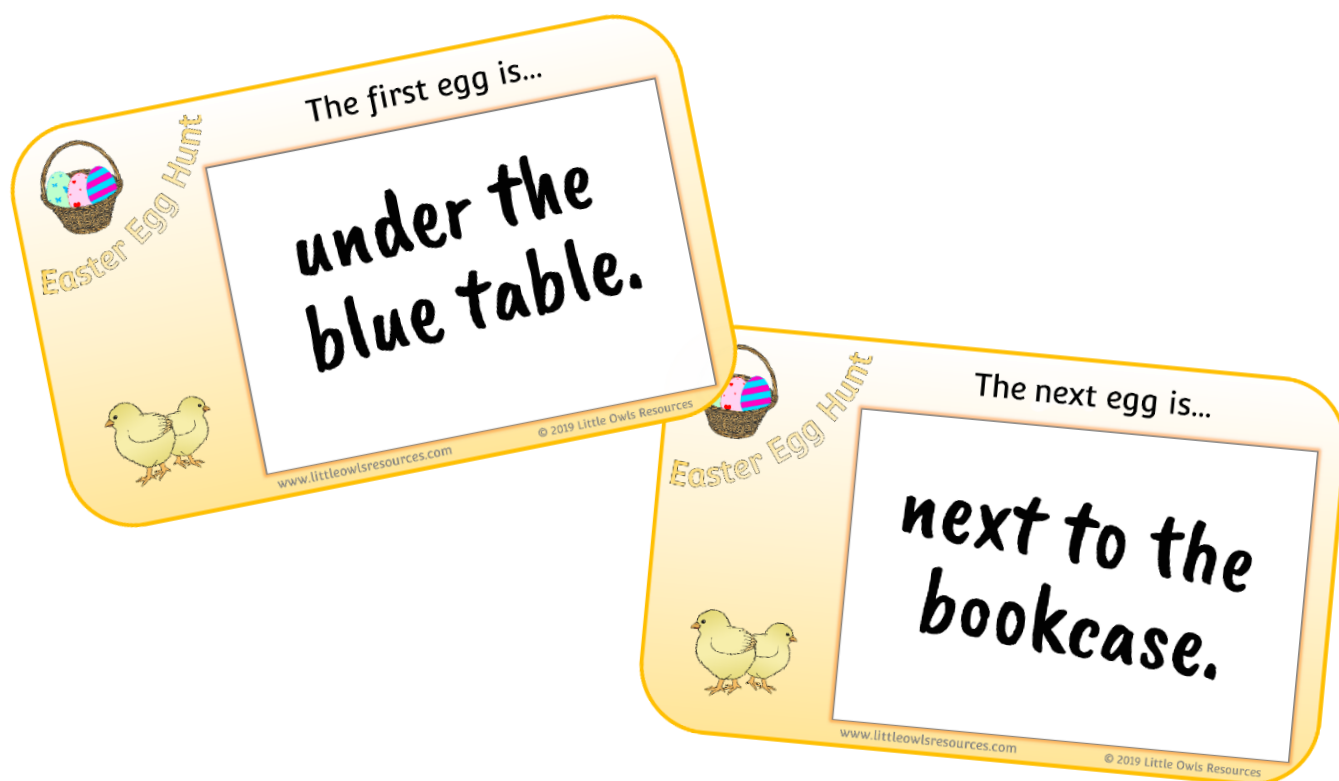 The first egg is...
Easter Egg Hunt
under the
blue table.
www.littleowlsresources.com
© 2019 Little Owls Resources
The next egg is...
Easter Egg Hunt
next to the
bookcase.
www.littleowlsresources.com
© 2019 Little Owls Resources